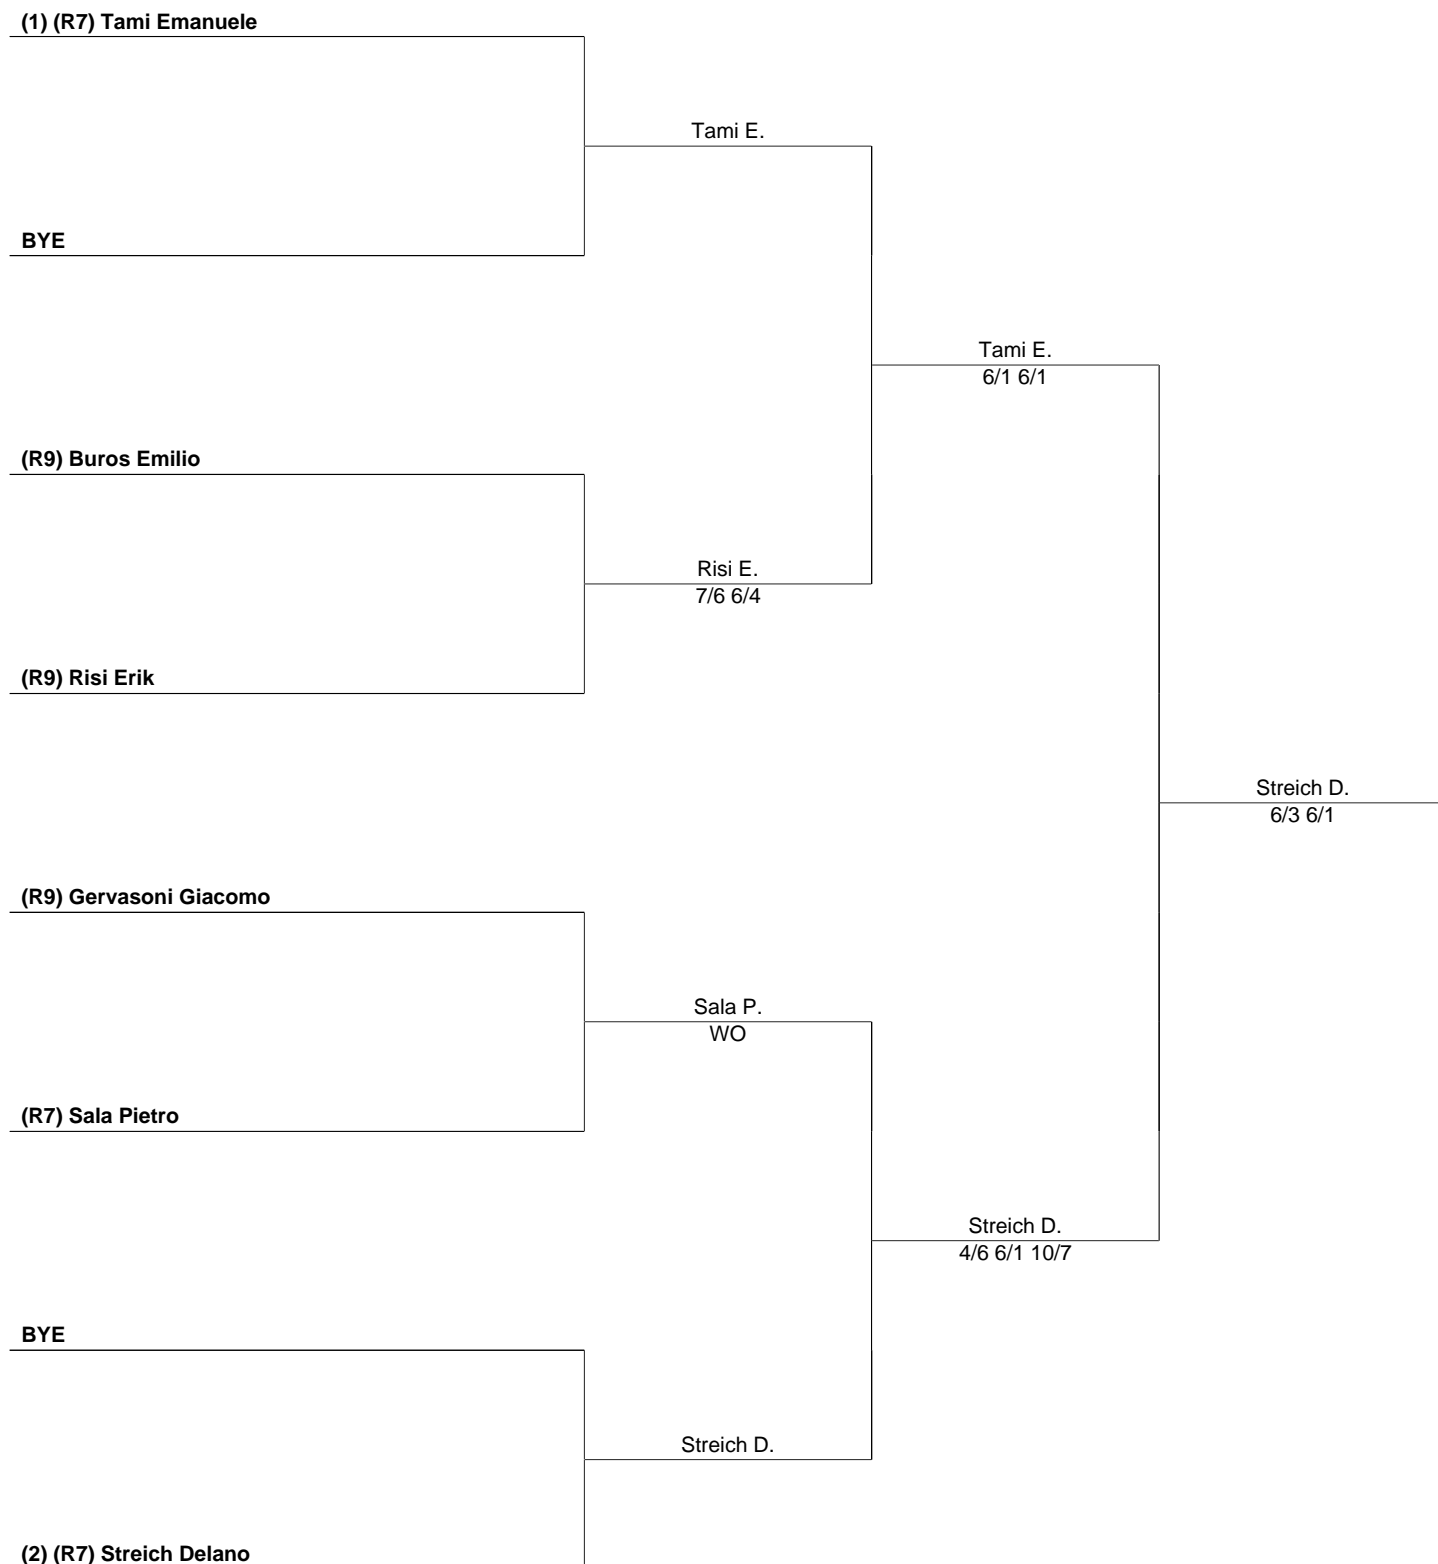 (1) (R7) Tami Emanuele
Tami E.
BYE
Tami E.
6/1 6/1
(R9) Buros Emilio
Risi E.
7/6 6/4
(R9) Risi Erik
Streich D.
6/3 6/1
(R9) Gervasoni Giacomo
Sala P.
WO
(R7) Sala Pietro
Streich D.
4/6 6/1 10/7
BYE
Streich D.
(2) (R7) Streich Delano